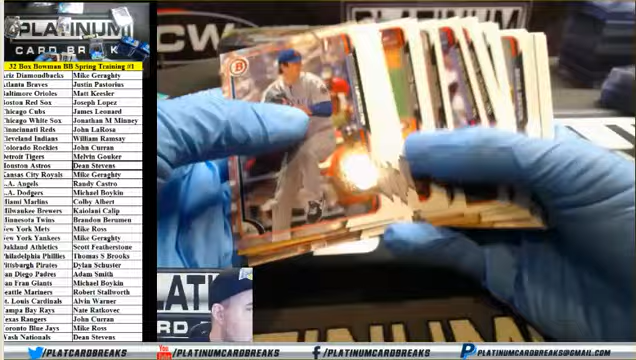 PLATINUM
CARD BREAKS
CW
32 Box Bowman BB Spring Training #1
Ariz Diamondbacks Mike Geraghty
Atlanta Braves Justin Pastorius
Baltimore Orioles Matt Keesler
Boston Red Sox Joseph Lopez
Chicago Cubs James Leonard
Chicago White Sox Jonathan M Minney
Cincinnati Reds John LaRosa
Cleveland Indians William Ramsay
Colorado Rockies John Curran
Detroit Tigers Melvin Gouker
Houston Astros Dean Stevens
Kansas City Royals Mike Geraghty
L.A. Angels Randy Castro
L.A. Dodgers Michael Boykin
Miami Marlins Colby Albert
Milwaukee Brewers Kaiolani Calip
Minnesota Twins Brandon Berumen
New York Mets Mike Ross
New York Yankees Mike Geraghty
Oakland Athletics Scott Featherstone
Philadelphia Phillies Thomas S Brooks
Pittsburgh Pirates Dylan Schuster
San Diego Padres Adam Smith
San Fran Giants Michael Boykin
Seattle Mariners Robert Stallworth
St. Louis Cardinals Alvin Warner
Tampa Bay Rays Nate Ratkover
Texas Rangers John Curran
Toronto Blue Jays Mike Ross
Wash Nationals Dean Stevens
/PLATCARDBREAKS
/PLATINUMCARDBREAKS
/PLATINUMCARDBREAKS
PLATINUMCARDBREAKS@GMAIL.COM